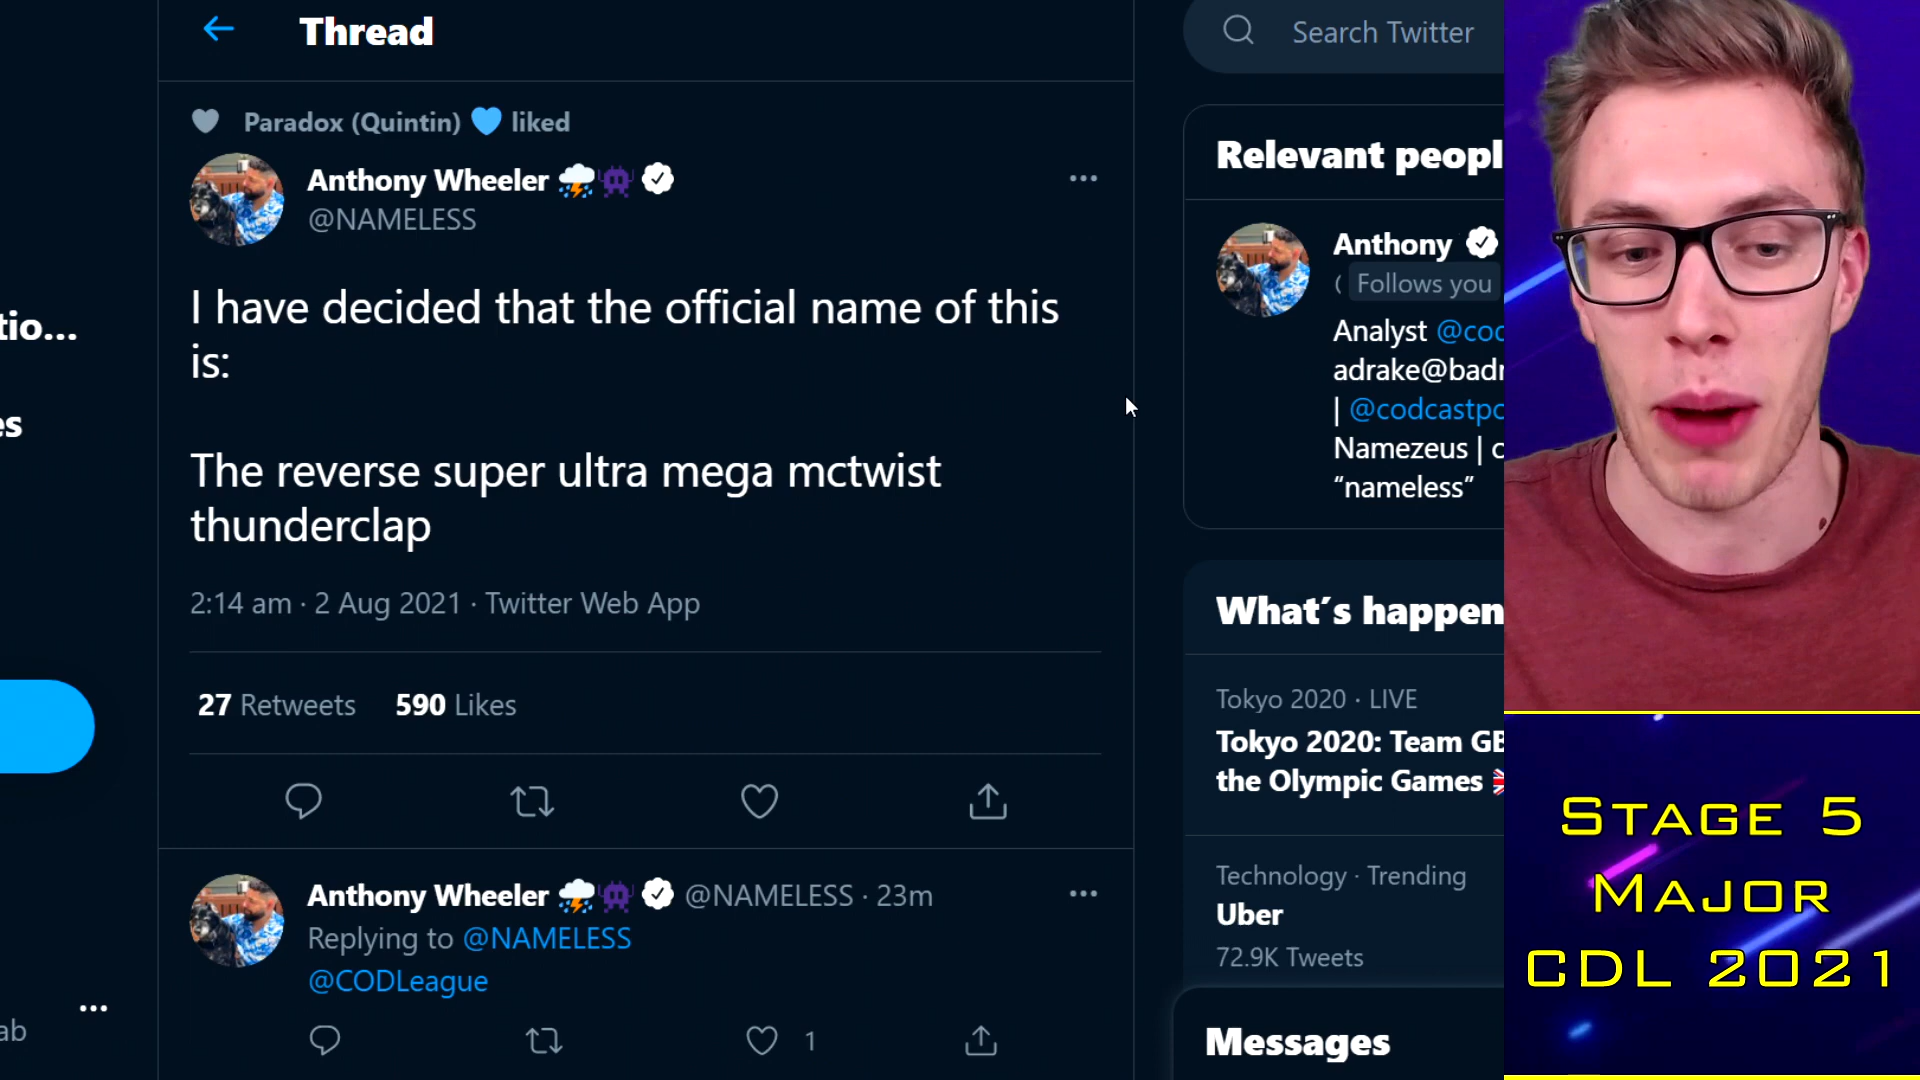 Thread
Search Twitter
Paradox (Quintin) 💙 liked
Anthony Wheeler ⛈️👾
@NAMELESS
I have decided that the official name of this
is:
The reverse super ultra mega mctwist
thunderclap
2:14 am · 2 Aug 2021 · Twitter Web App
27 Retweets 590 Likes
Anthony Wheeler ⛈️👾 @NAMELESS · 23m
Replying to @NAMELESS
@CODLeague
1
tio...
es
...
ab
Relevant peopl
Anthony
( Follows you
Analyst @cod
adrake@badr
| @codcastpo
Namezeus | c
“nameless”
What's happen
Tokyo 2020 · LIVE
Tokyo 2020: Team GB
the Olympic Games
Technology · Trending
Uber
72.9K Tweets
Messages
STAGE 5
MAJOR
CDL 2021